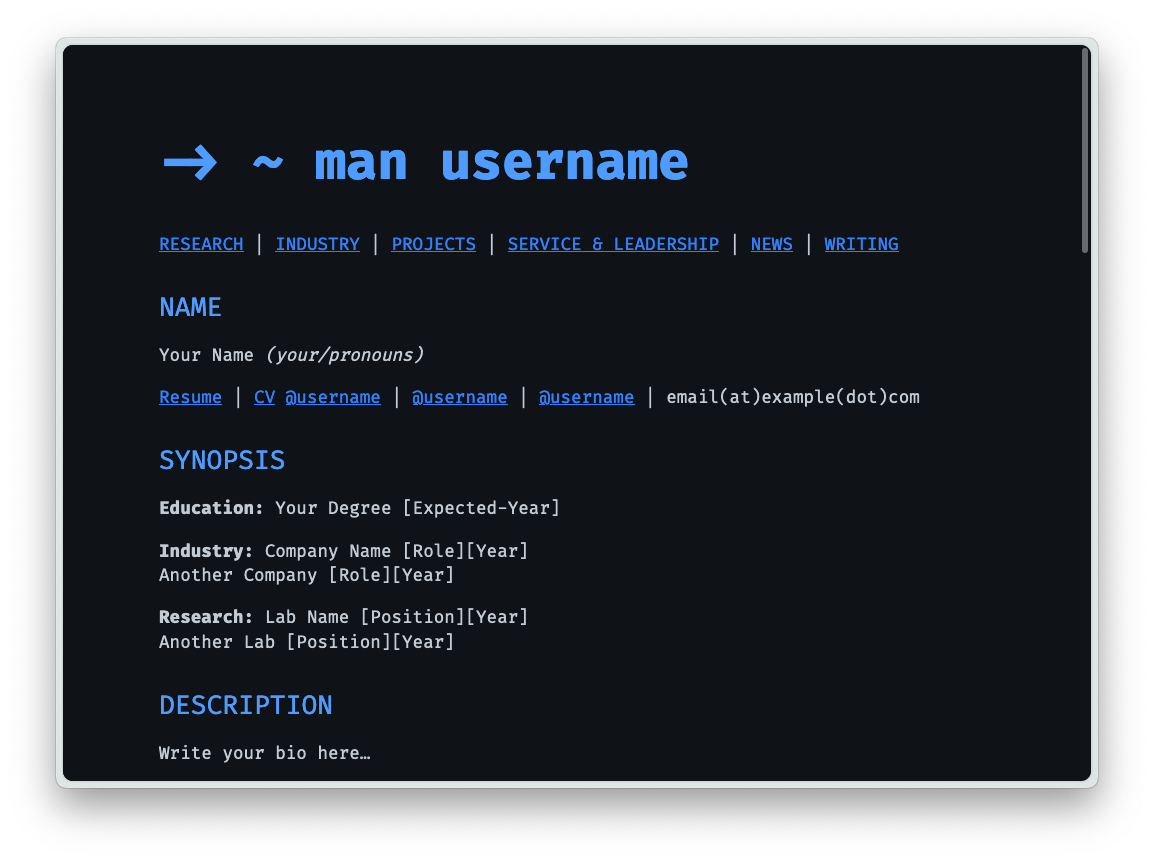 → ~ man username
RESEARCH | INDUSTRY | PROJECTS | SERVICE & LEADERSHIP | NEWS | WRITING
NAME
Your Name (your/pronouns)
Resume | CV @username | @username | @username | email(at)example(dot)com
SYNOPSIS
Education: Your Degree [Expected-Year]
Industry: Company Name [Role][Year]
Another Company [Role][Year]
Research: Lab Name [Position][Year]
Another Lab [Position][Year]
DESCRIPTION
Write your bio here…